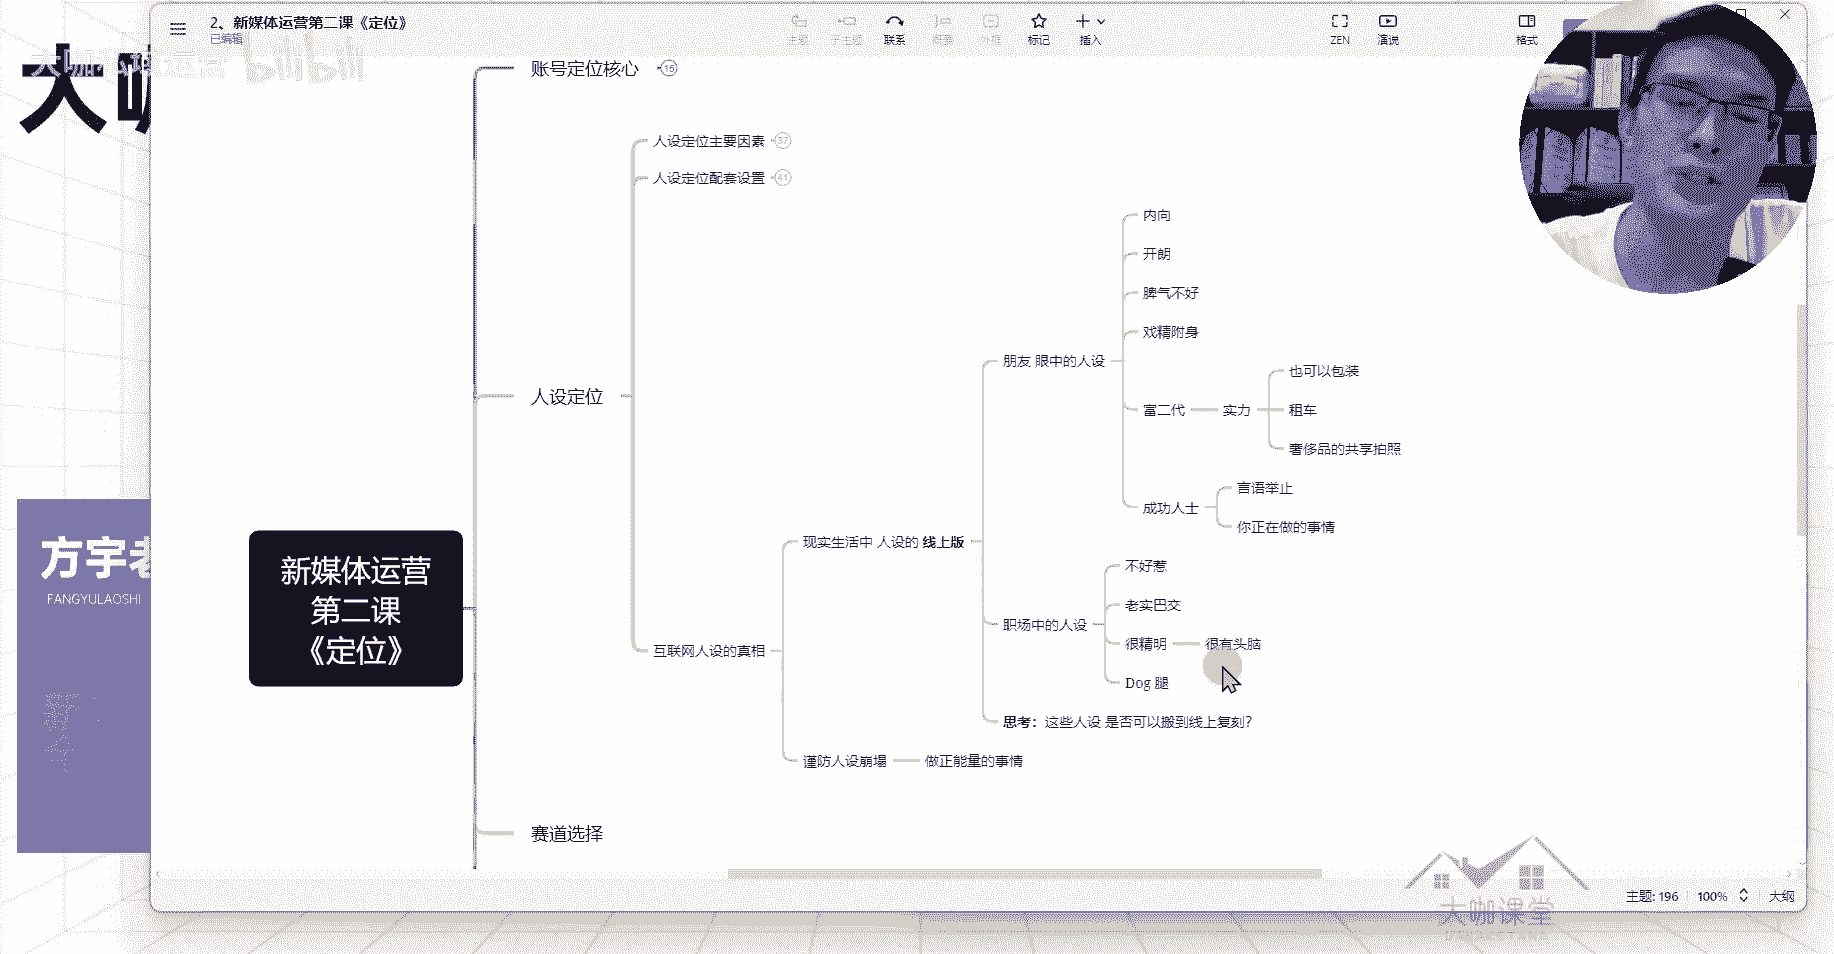 2、新媒体运营第二课《定位》
已编辑
主题
子主题
联系
概要
外框
标记
插入
ZEN
演说
格式
bilibili
大咖
账号定位核心 15
人设定位主要因素 37
人设定位配套设置 41
内向
开朗
脾气不好
戏精附身
朋友 眼中的人设
也可以包装
人设定位
富二代
实力
租车
奢侈品的共享拍照
言语举止
成功人士
你正在做的事情
现实生活中 人设的 线上版
不好惹
新媒体运营
第二课
《定位》
方宇老
FANGYULAOSHI
老实巴交
职场中的人设
很精明
很有头脑
互联网人设的真相
Dog 腿
思考：这些人设 是否可以搬到线上复刻？
谨防人设崩塌
做正能量的事情
赛道选择
主题: 196
100%
大纲
大咖课堂